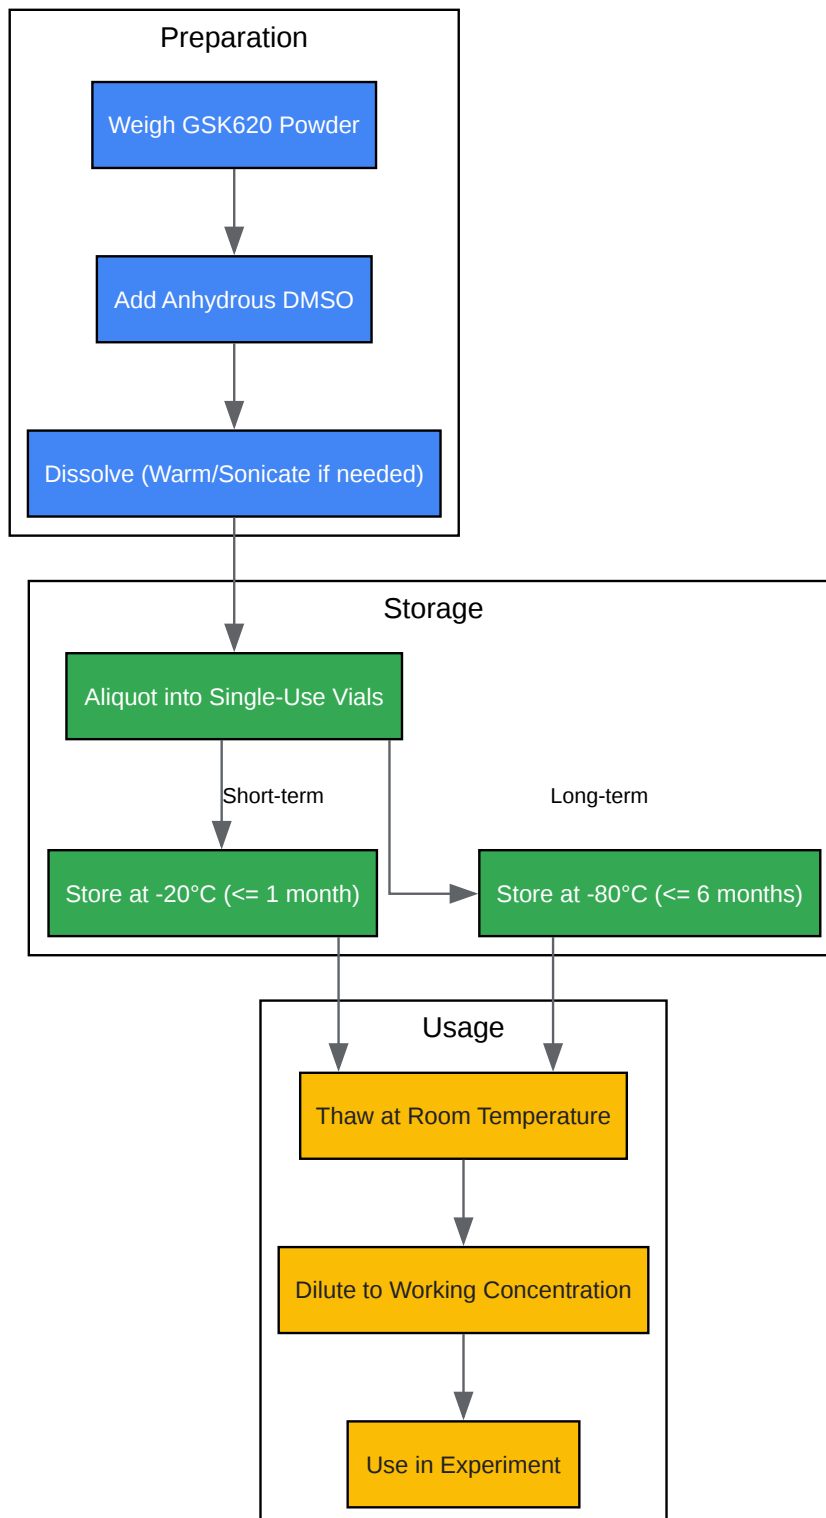 Preparation
Weigh GSK620 Powder
Add Anhydrous DMSO
Dissolve (Warm/Sonicate if needed)
Storage
Aliquot into Single-Use Vials
Short-term
Long-term
Store at -20°C (<= 1 month)
Store at -80°C (<= 6 months)
Usage
Thaw at Room Temperature
Dilute to Working Concentration
Use in Experiment